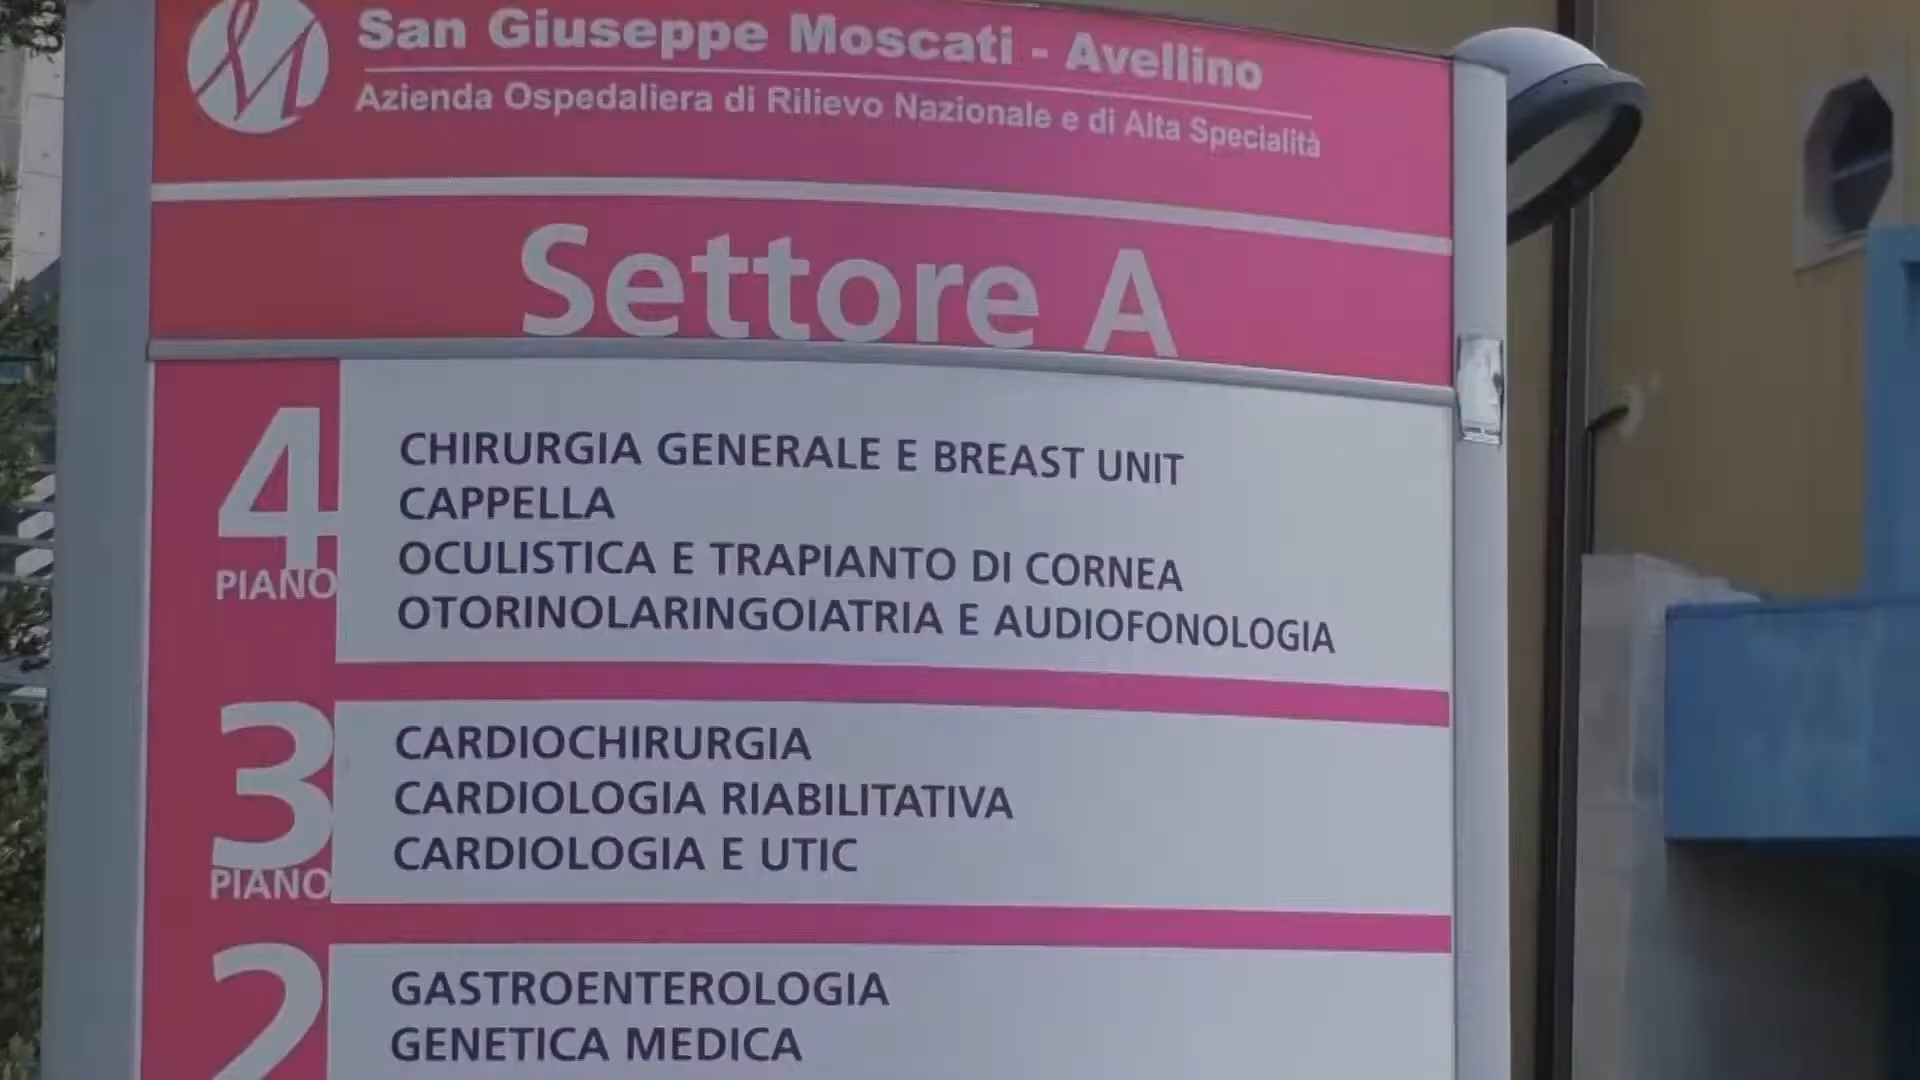 San Giuseppe Moscati - Avellino
Azienda Ospedaliera di Rilievo Nazionale e di Alta Specialità
Settore A
4
PIANO
CHIRURGIA GENERALE E BREAST UNIT
CAPPELLA
OCULISTICA E TRAPIANTO DI CORNEA
OTORINOLARINGOIATRIA E AUDIOFONOLOGIA
3
PIANO
CARDIOCHIRURGIA
CARDIOLOGIA RIABILITATIVA
CARDIOLOGIA E UTIC
2
GASTROENTEROLOGIA
GENETICA MEDICA